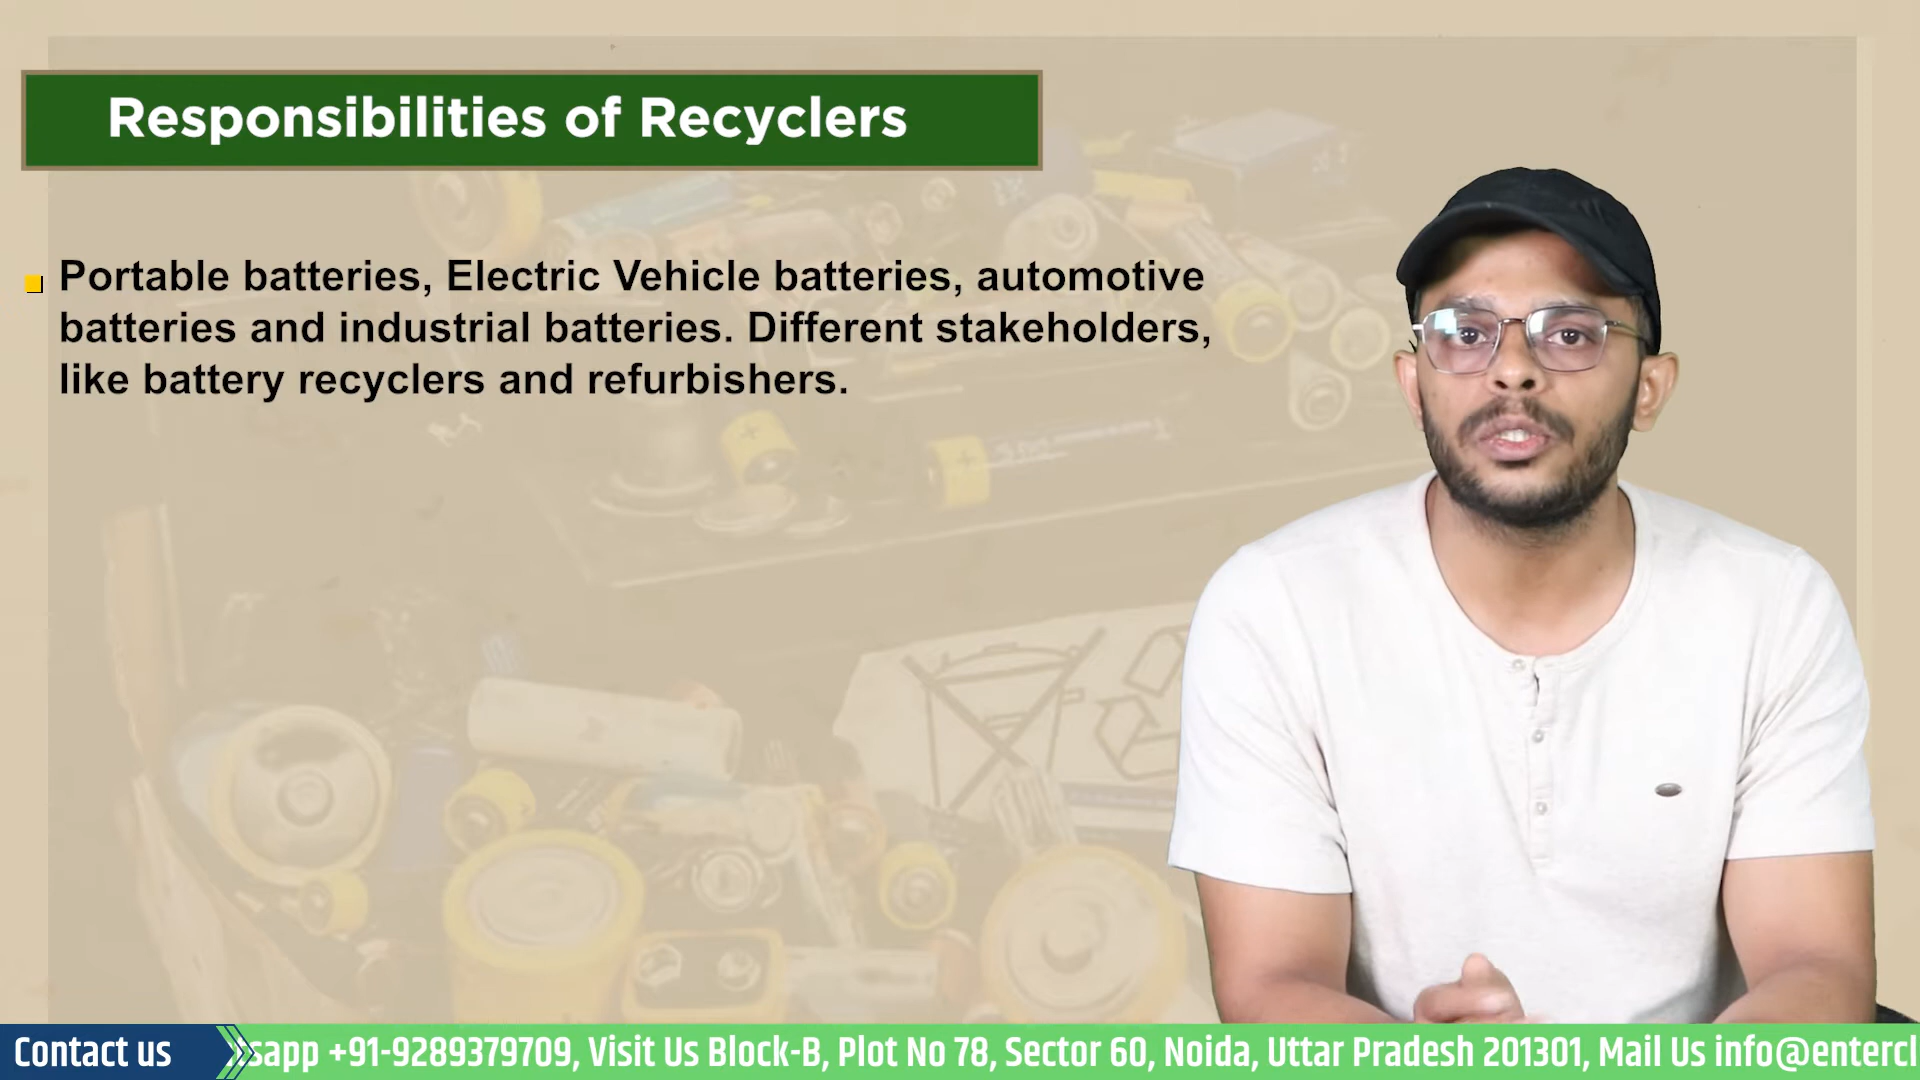 Responsibilities of Recyclers
Portable batteries, Electric Vehicle batteries, automotive
batteries and industrial batteries. Different stakeholders,
like battery recyclers and refurbishers.
Contact us
sapp +91-9289379709, Visit Us Block-B, Plot No 78, Sector 60, Noida, Uttar Pradesh 201301, Mail Us info@entercl